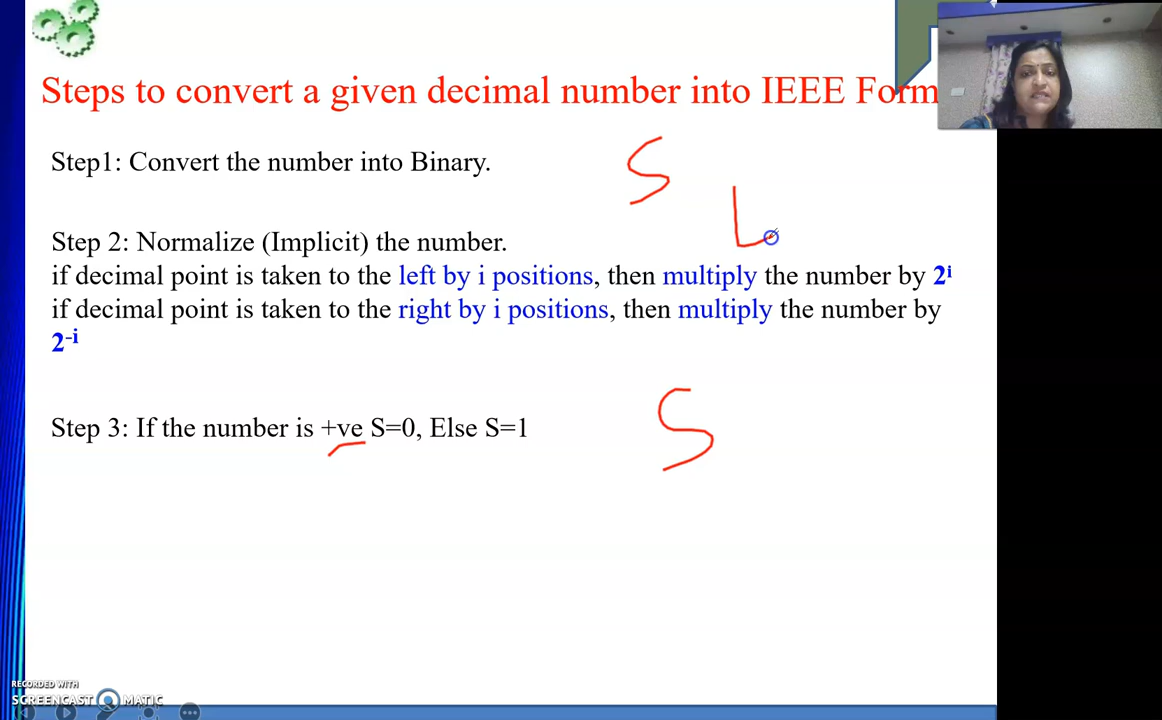 Steps to convert a given decimal number into IEEE Form
Step1: Convert the number into Binary.
S
L
Step 2: Normalize (Implicit) the number.
if decimal point is taken to the left by i positions, then multiply the number by 2ⁱ
if decimal point is taken to the right by i positions, then multiply the number by
2⁻ⁱ
Step 3: If the number is +ve S=0, Else S=1
S
RECORDED WITH
SCREENCAST MATIC